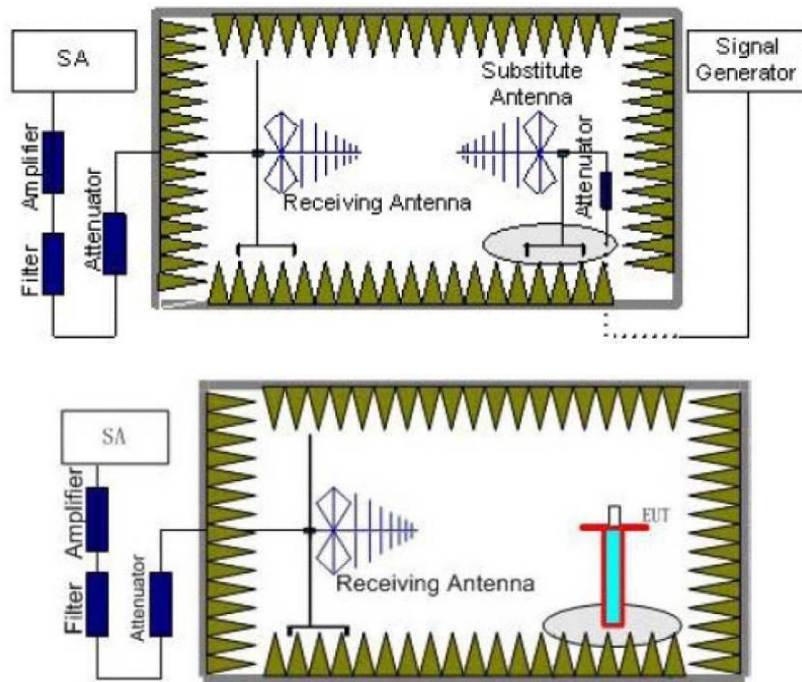 SA
Amplifier
Filter
Attenuator
Receiving Antenna
Substitute
Antenna
Attenuator
Signal
Generator
SA
Amplifier
Filter
Attenuator
Receiving Antenna
EUT